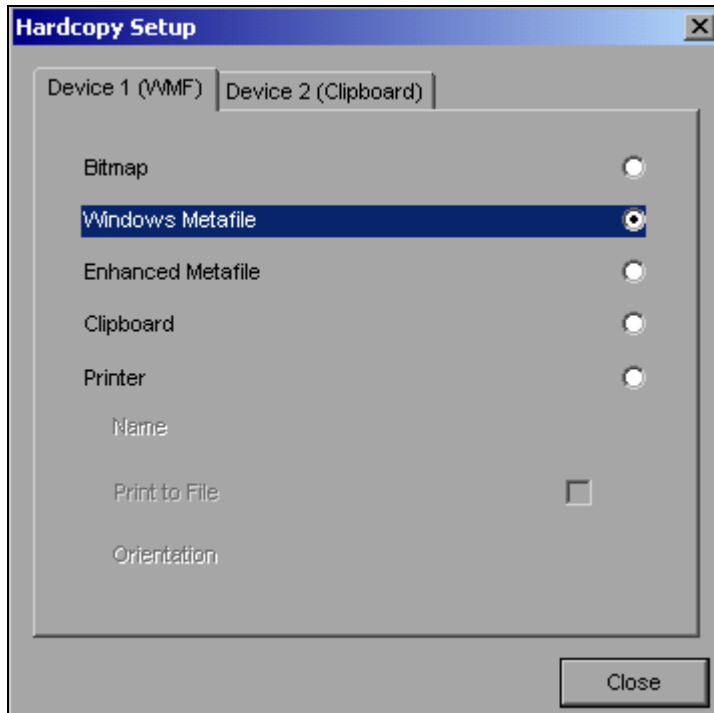 Hardcopy Setup
Device 1 (WMF) Device 2 (Clipboard)
Bitmap
Windows Metafile
Enhanced Metafile
Clipboard
Printer
Name
Print to File
Orientation
Close